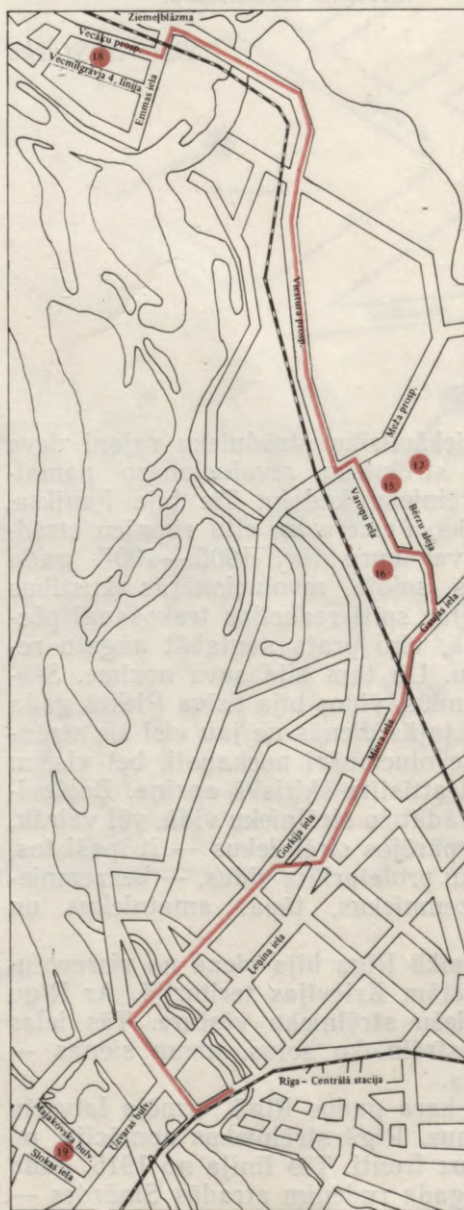 Ziemeļblāzma
Vecāķu prosp.
18
Vecmīlgrāvja 4. līnija
Emmas iela
Viestura prosp.
Meža prosp.
17
15
Bērzu aleja
Varoņu iela
16
Gaujas iela
Miera iela
Gorkija iela
Ļeņina iela
Rīga – Centrālā stacija
Uzvaras bulv.
Majakovska bulv.
19
Slokas iela